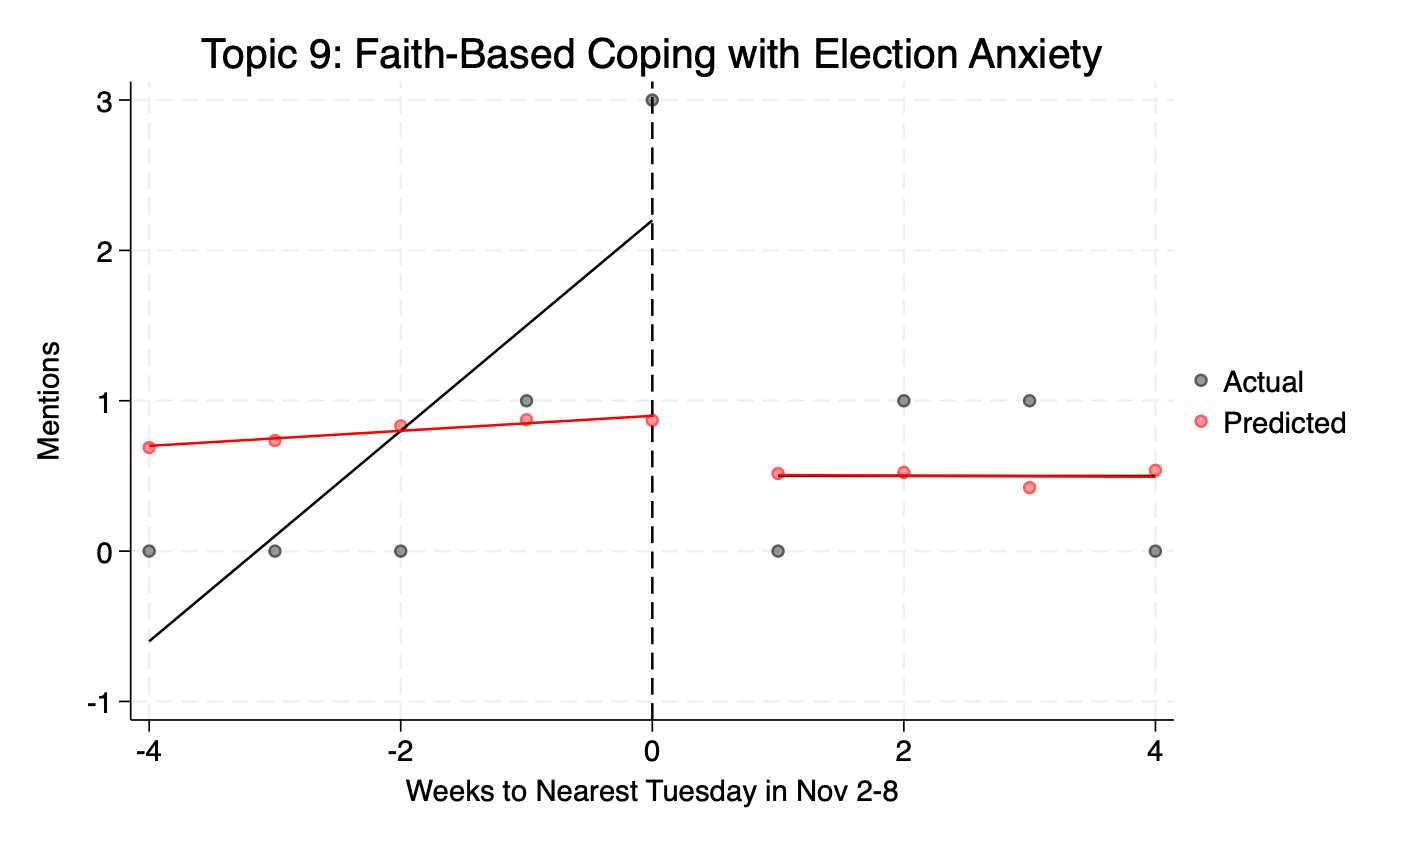 Topic 9: Faith-Based Coping with Election Anxiety
3
2
1
0
-1
Mentions
-4
-2
0
2
4
Weeks to Nearest Tuesday in Nov 2-8
Actual
Predicted